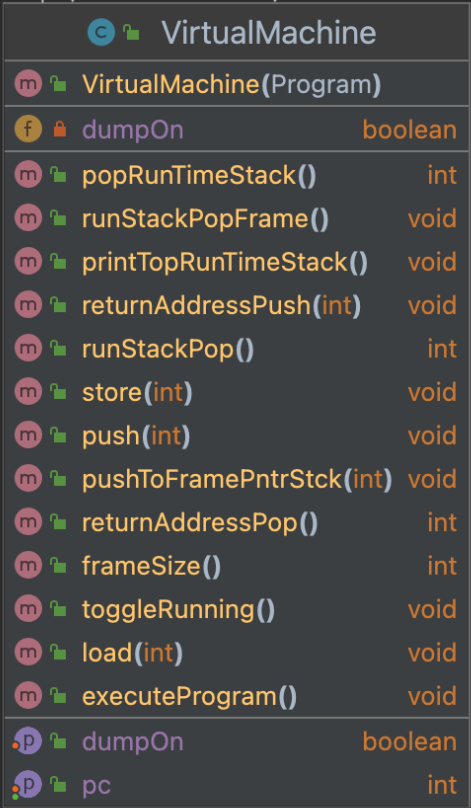 C VirtualMachine
m VirtualMachine(Program)
f dumpOn boolean
m popRunTimeStack() int
m runStackPopFrame() void
m printTopRunTimeStack() void
m returnAddressPush(int) void
m runStackPop() int
m store(int) void
m push(int) void
m pushToFramePntrStck(int) void
m returnAddressPop() int
m frameSize() int
m toggleRunning() void
m load(int) void
m executeProgram() void
p dumpOn boolean
p pc int